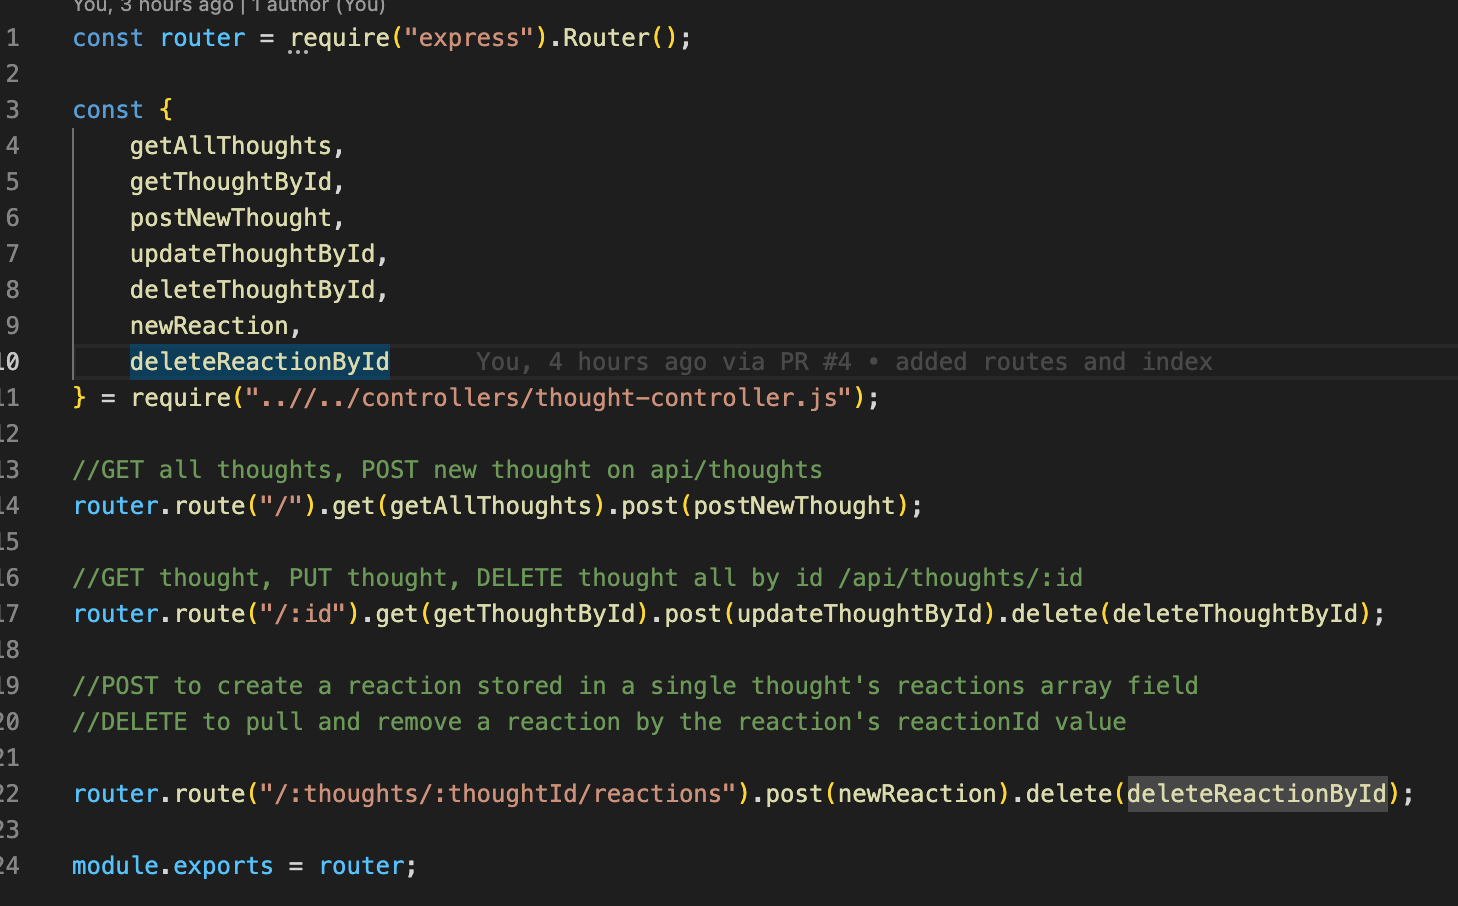 You, 3 hours ago | 1 author (You)
1 const router = require("express").Router();
2
3 const {
4 getAllThoughts,
5 getThoughtById,
6 postNewThought,
7 updateThoughtById,
8 deleteThoughtById,
9 newReaction,
10 deleteReactionById You, 4 hours ago via PR #4 • added routes and index
11 } = require("..//../controllers/thought-controller.js");
12
13 //GET all thoughts, POST new thought on api/thoughts
14 router.route("/").get(getAllThoughts).post(postNewThought);
15
16 //GET thought, PUT thought, DELETE thought all by id /api/thoughts/:id
17 router.route("/:id").get(getThoughtById).post(updateThoughtById).delete(deleteThoughtById);
18
19 //POST to create a reaction stored in a single thought's reactions array field
20 //DELETE to pull and remove a reaction by the reaction's reactionId value
21
22 router.route("/:thoughts/:thoughtId/reactions").post(newReaction).delete(deleteReactionById);
23
24 module.exports = router;